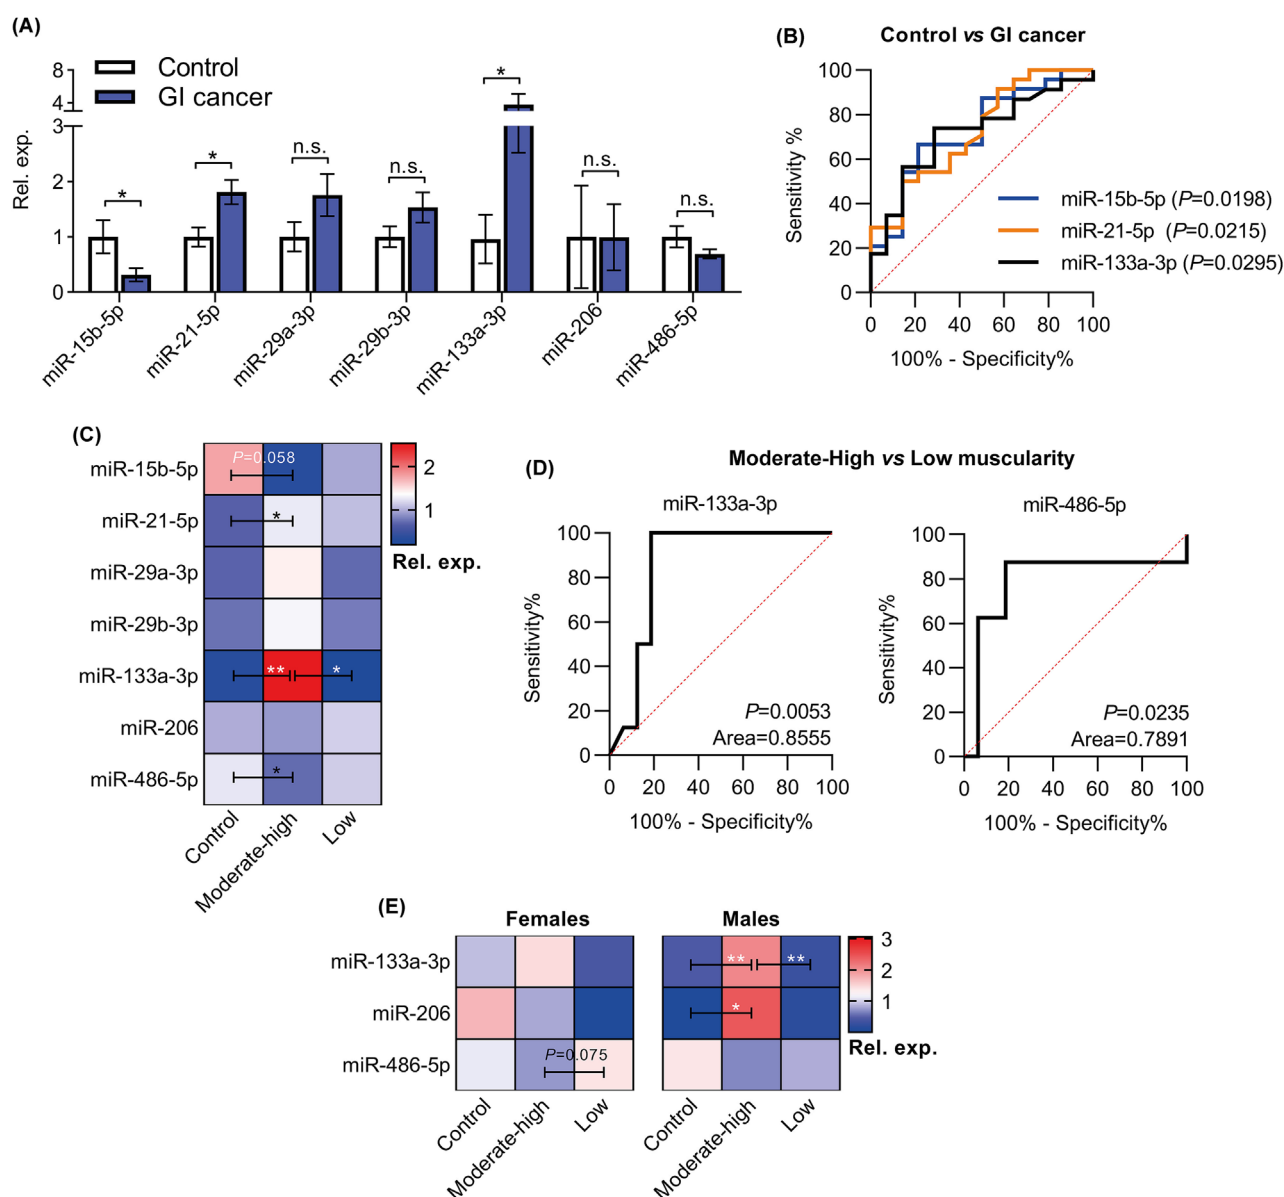 (A)
Control
GI cancer
Rel. exp.
8
4
3
2
1
0
*
*
n.s.
n.s.
*
n.s.
n.s.
miR-15b-5p
miR-21-5p
miR-29a-3p
miR-29b-3p
miR-133a-3p
miR-206
miR-486-5p
(B)
Control vs GI cancer
Sensitivity %
100
80
60
40
20
0
miR-15b-5p (P=0.0198)
miR-21-5p (P=0.0215)
miR-133a-3p (P=0.0295)
0 20 40 60 80 100
100% - Specificity%
(C)
miR-15b-5p
P=0.058
miR-21-5p
*
miR-29a-3p
miR-29b-3p
miR-133a-3p
** *
miR-206
miR-486-5p
*
Control
Moderate-high
Low
2
1
Rel. exp.
(D)
Moderate-High vs Low muscularity
miR-133a-3p
Sensitivity%
100
80
60
40
20
0
P=0.0053
Area=0.8555
0 20 40 60 80 100
100% - Specificity%
miR-486-5p
Sensitivity%
100
80
60
40
20
0
P=0.0235
Area=0.7891
0 20 40 60 80 100
100% - Specificity%
(E)
Females
Males
miR-133a-3p
** **
miR-206
*
miR-486-5p
P=0.075
Control
Moderate-high
Low
Control
Moderate-high
Low
3
2
1
Rel. exp.